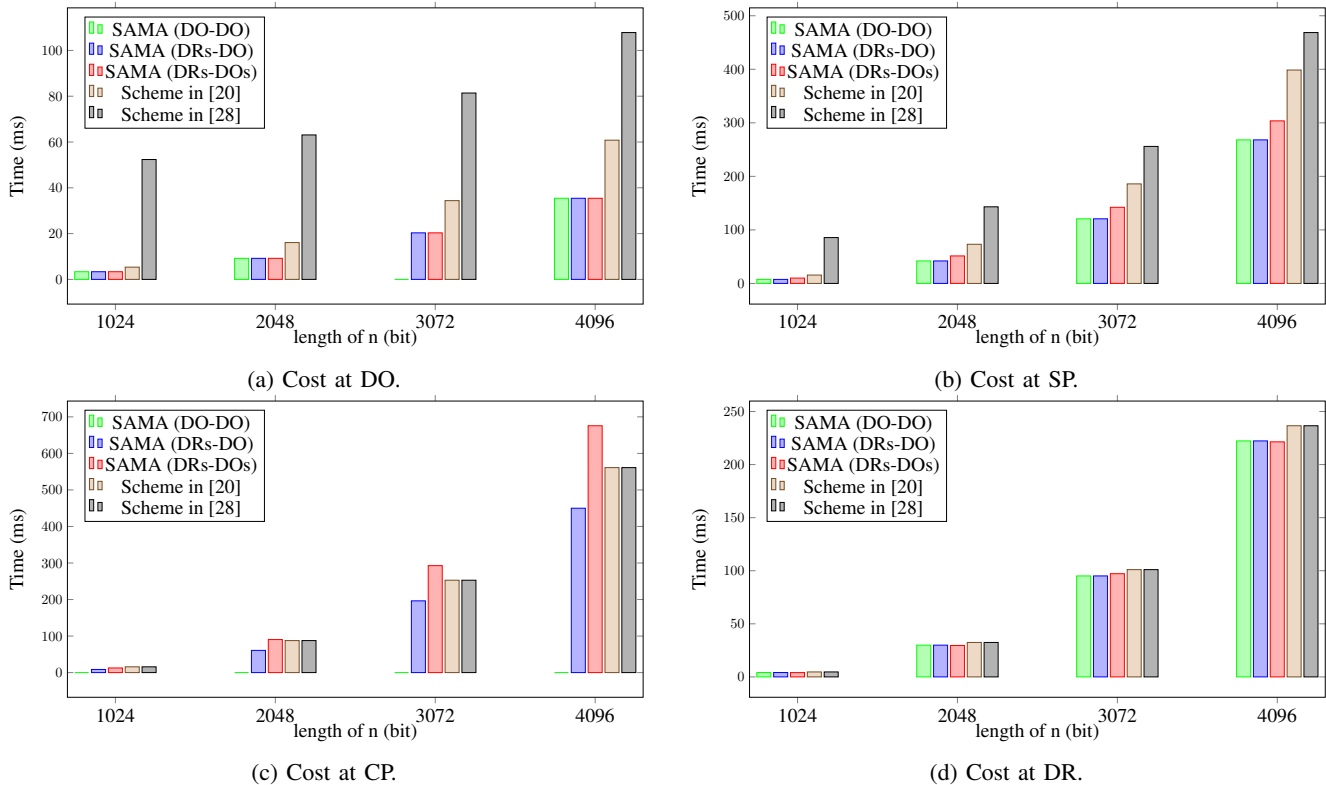 SAMA (DO-DO)
SAMA (DRs-DO)
SAMA (DRs-DOs)
Scheme in [20]
Scheme in [28]
Time (ms)
100
80
60
40
20
0
1024
2048
3072
4096
length of n (bit)
(a) Cost at DO.
SAMA (DO-DO)
SAMA (DRs-DO)
SAMA (DRs-DOs)
Scheme in [20]
Scheme in [28]
Time (ms)
500
400
300
200
100
0
1024
2048
3072
4096
length of n (bit)
(b) Cost at SP.
SAMA (DO-DO)
SAMA (DRs-DO)
SAMA (DRs-DOs)
Scheme in [20]
Scheme in [28]
Time (ms)
700
600
500
400
300
200
100
0
1024
2048
3072
4096
length of n (bit)
(c) Cost at CP.
SAMA (DO-DO)
SAMA (DRs-DO)
SAMA (DRs-DOs)
Scheme in [20]
Scheme in [28]
Time (ms)
250
200
150
100
50
0
1024
2048
3072
4096
length of n (bit)
(d) Cost at DR.